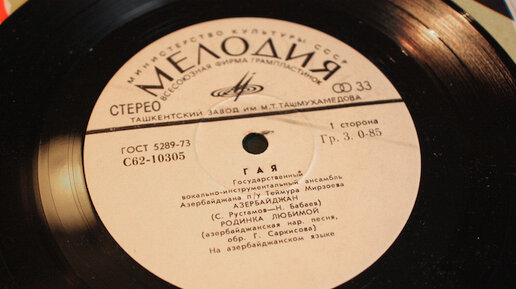 МИНИСТЕРСТВО КУЛЬТУРЫ СССР
МЕЛОДИЯ
ВСЕСОЮЗНАЯ ФИРМА ГРАМПЛАСТИНОК
СТЕРЕО
33
ТАШКЕНТСКИЙ ЗАВОД ИМ М.Т.ТАШМУХАМЕДОВА
ГОСТ 5289-73
С62-10305
1 сторона
Гр. 3. 0-85
ГАЯ
Государственный
вокально-инструментальный ансамбль
Азербайджана п/у Теймура Мирзоева
АЗЕРБАЙДЖАН
(С. Рустамов—Н. Бабаев)
РОДИНКА ЛЮБИМОЙ
(азербайджанская нар. песня,
обр. Г. Саркисова)
На азербайджанском языке